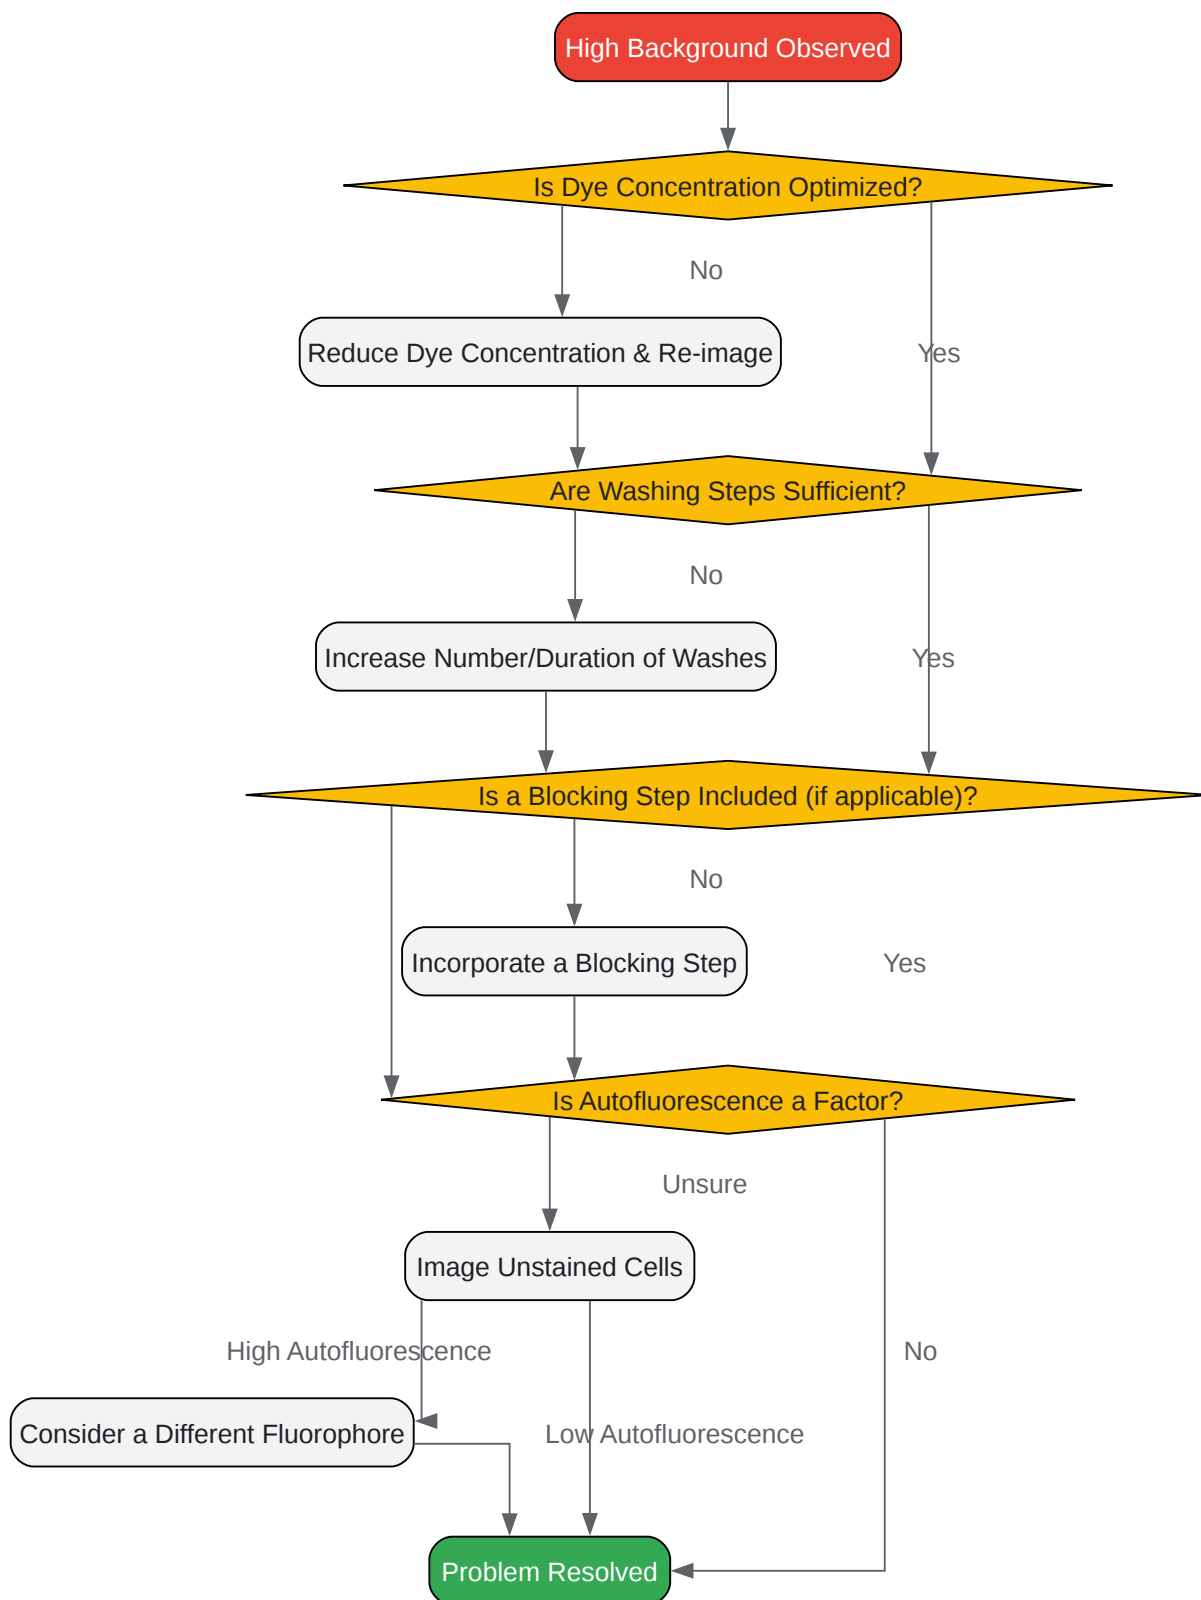 High Background Observed
Is Dye Concentration Optimized?
No
Reduce Dye Concentration & Re-image
Yes
Are Washing Steps Sufficient?
No
Increase Number/Duration of Washes
Yes
Is a Blocking Step Included (if applicable)?
No
Incorporate a Blocking Step
Yes
Is Autofluorescence a Factor?
Unsure
Image Unstained Cells
High Autofluorescence
No
Consider a Different Fluorophore
Low Autofluorescence
Problem Resolved